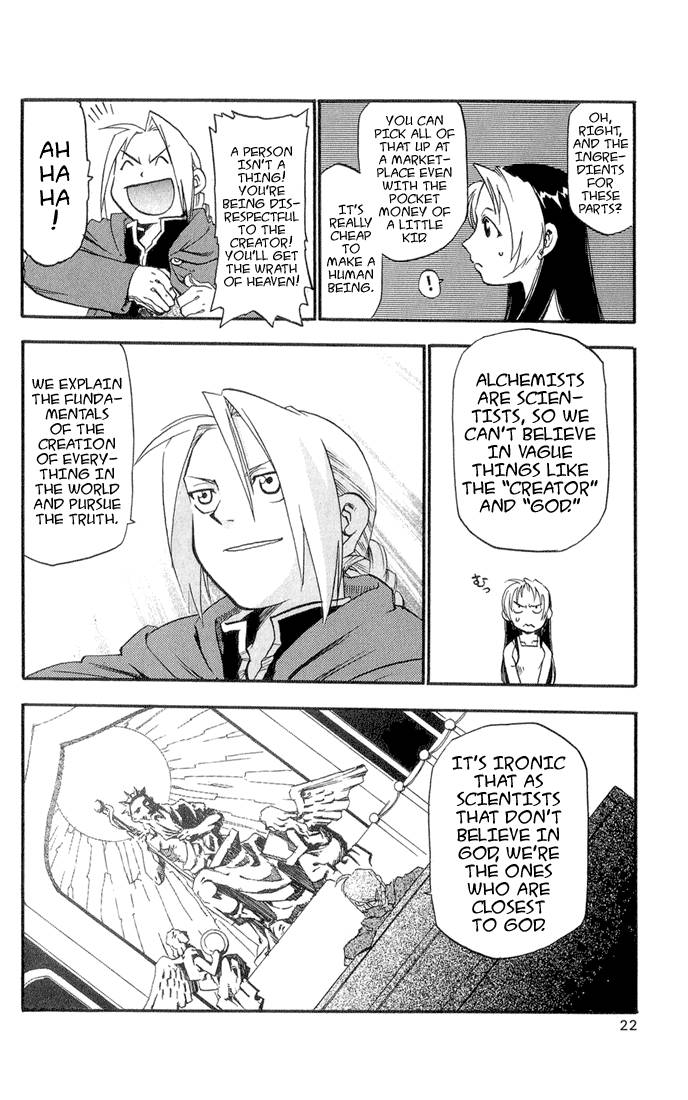 OH,
RIGHT,
AND THE
INGRE-
DIENTS
FOR
THESE
PARTS?
YOU CAN
PICK ALL OF
THAT UP AT
A MARKET-
PLACE EVEN
WITH THE
POCKET
MONEY OF
A LITTLE
KID.
IT'S
REALLY
CHEAP
TO
MAKE A
HUMAN
BEING.
!
A PERSON
ISN'T A
THING!
YOU'RE
BEING DIS-
RESPECTFUL
TO THE
CREATOR!
YOU'LL GET
THE WRATH
OF HEAVEN!
AH
HA
HA
!
ALCHEMISTS
ARE SCIEN-
TISTS, SO WE
CAN'T BELIEVE
IN VAGUE
THINGS LIKE
THE "CREATOR"
AND "GOD."
むっ
WE EXPLAIN
THE FUNDA-
MENTALS
OF THE
CREATION
OF EVERY-
THING IN
THE WORLD
AND PURSUE
THE TRUTH.
IT'S IRONIC
THAT AS
SCIENTISTS
THAT DON'T
BELIEVE IN
GOD, WE'RE
THE ONES
WHO ARE
CLOSEST
TO GOD.
22